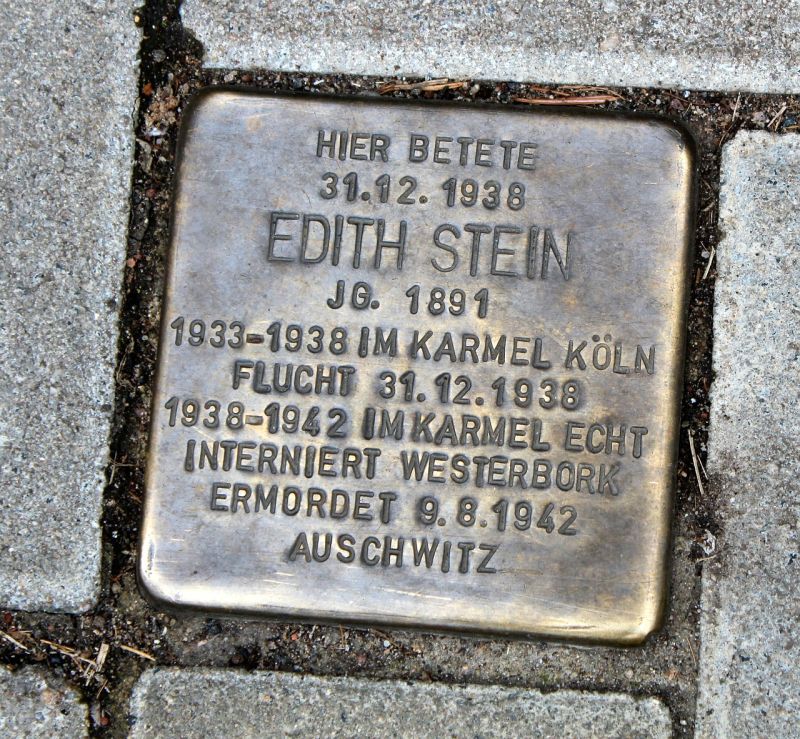 HIER BETETE
31.12.1938
EDITH STEIN
JG. 1891
1933-1938 IM KARMEL KÖLN
FLUCHT 31.12.1938
1938-1942 IM KARMEL ECHT
INTERNIERT WESTERBORK
ERMORDET 9.8.1942
AUSCHWITZ